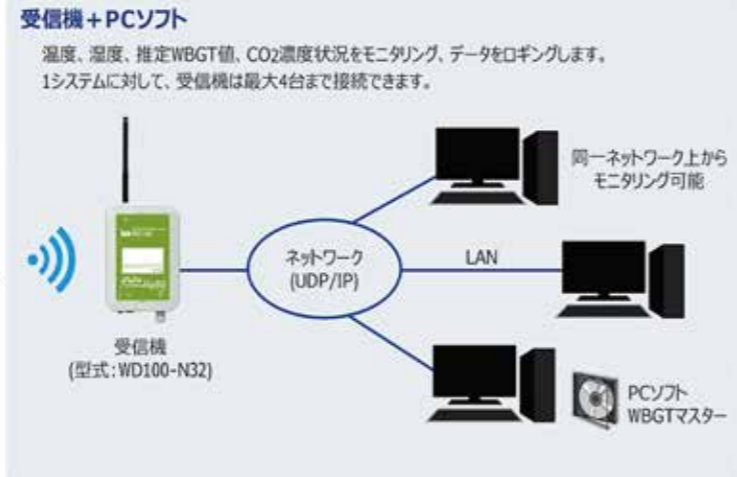 受信機+PCソフト
温度、湿度、推定WBGT値、CO2濃度状況をモニタリング、データをロギングします。
1システムに対して、受信機は最大4台まで接続できます。
同一ネットワーク上から
モニタリング可能
ネットワーク
(UDP/IP)
LAN
受信機
(型式:WD100-N32)
PCソフト
WBGTマスター